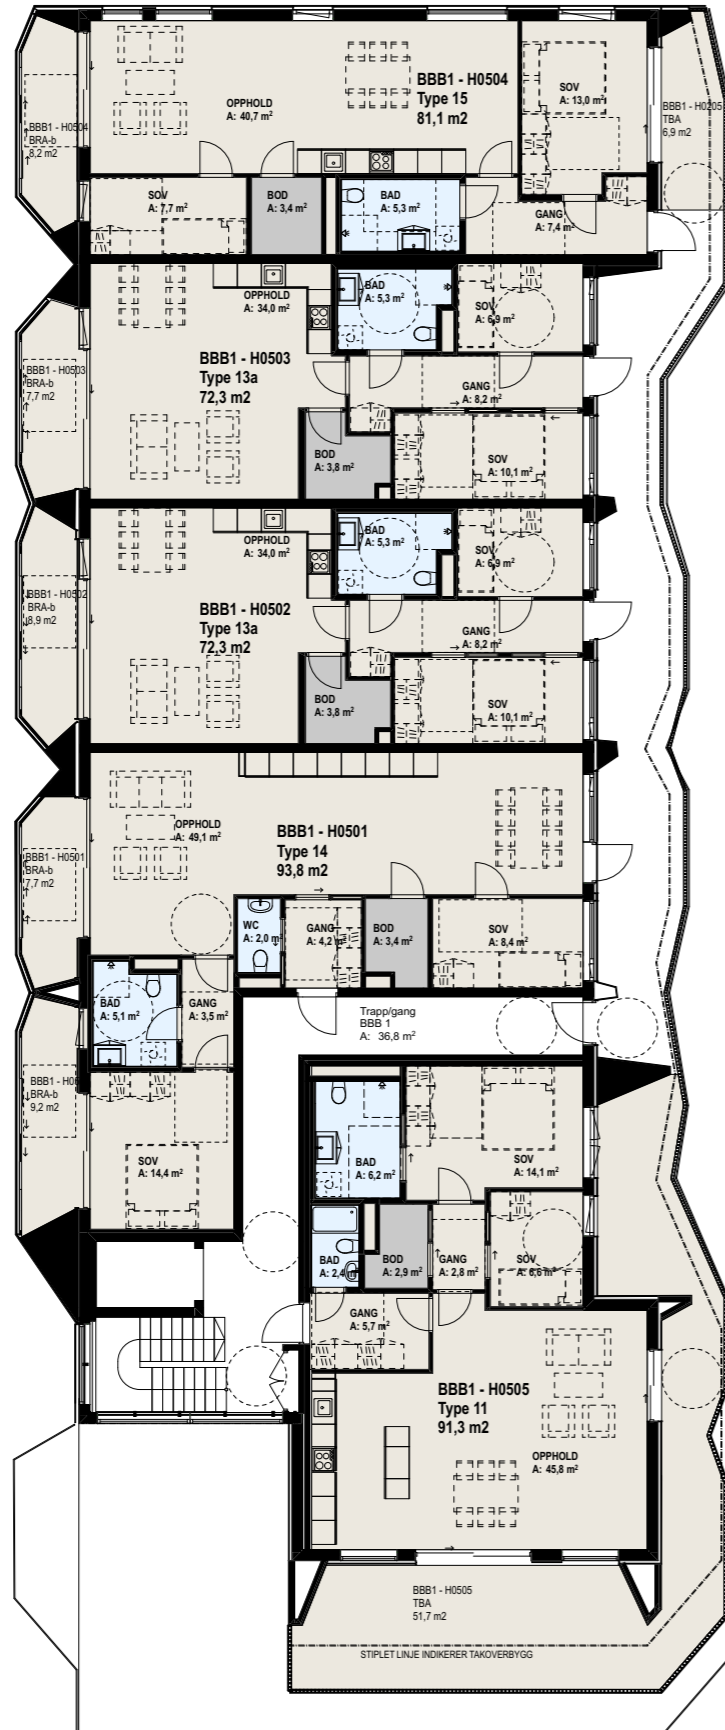 BBB1 - H0504
Type 15
81,1 m2
OPPHOLD
A: 40,7 m²
SOV
A: 13,0 m²
BBB1 - H0504
BRA-b
8,2 m2
BBB1 - H0205
TBA
6,9 m2
SOV
A: 7,7 m²
BOD
A: 3,4 m²
BAD
A: 5,3 m²
GANG
A: 7,4 m²
OPPHOLD
A: 34,0 m²
BAD
A: 5,3 m²
SOV
A: 6,9 m²
BBB1 - H0503
Type 13a
72,3 m2
BBB1 - H0503
BRA-b
7,7 m2
GANG
A: 8,2 m²
BOD
A: 3,8 m²
SOV
A: 10,1 m²
OPPHOLD
A: 34,0 m²
BAD
A: 5,3 m²
SOV
A: 6,9 m²
BBB1 - H0502
Type 13a
72,3 m2
BBB1 - H0502
BRA-b
8,9 m2
GANG
A: 8,2 m²
BOD
A: 3,8 m²
SOV
A: 10,1 m²
OPPHOLD
A: 49,1 m²
BBB1 - H0501
Type 14
93,8 m2
BBB1 - H0501
BRA-b
7,7 m2
WC
A: 2,0 m²
GANG
A: 4,2 m²
BOD
A: 3,4 m²
SOV
A: 8,4 m²
BAD
A: 5,1 m²
GANG
A: 3,5 m²
Trapp/gang
BBB 1
A: 36,8 m²
BBB1 -
BRA-b
9,2 m2
SOV
A: 14,4 m²
BAD
A: 6,2 m²
SOV
A: 14,1 m²
BAD
A: 2,4 m²
BOD
A: 2,9 m²
GANG
A: 2,8 m²
SOV
A: 6,6 m²
GANG
A: 5,7 m²
BBB1 - H0505
Type 11
91,3 m2
OPPHOLD
A: 45,8 m²
BBB1 - H0505
TBA
51,7 m2
STIPLET LINJE INDIKERER TAKOVERBYGG